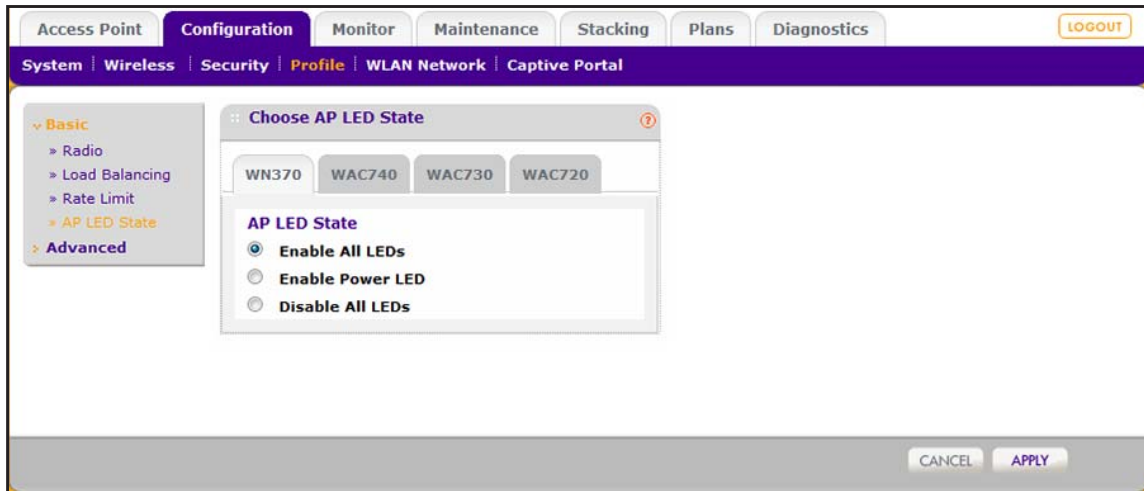 Access Point Configuration Monitor Maintenance Stacking Plans Diagnostics LOGOUT
System Wireless Security Profile WLAN Network Captive Portal
Basic
» Radio
» Load Balancing
» Rate Limit
» AP LED State
Advanced
Choose AP LED State ?
WN370 WAC740 WAC730 WAC720
AP LED State
Enable All LEDs
Enable Power LED
Disable All LEDs
CANCEL APPLY